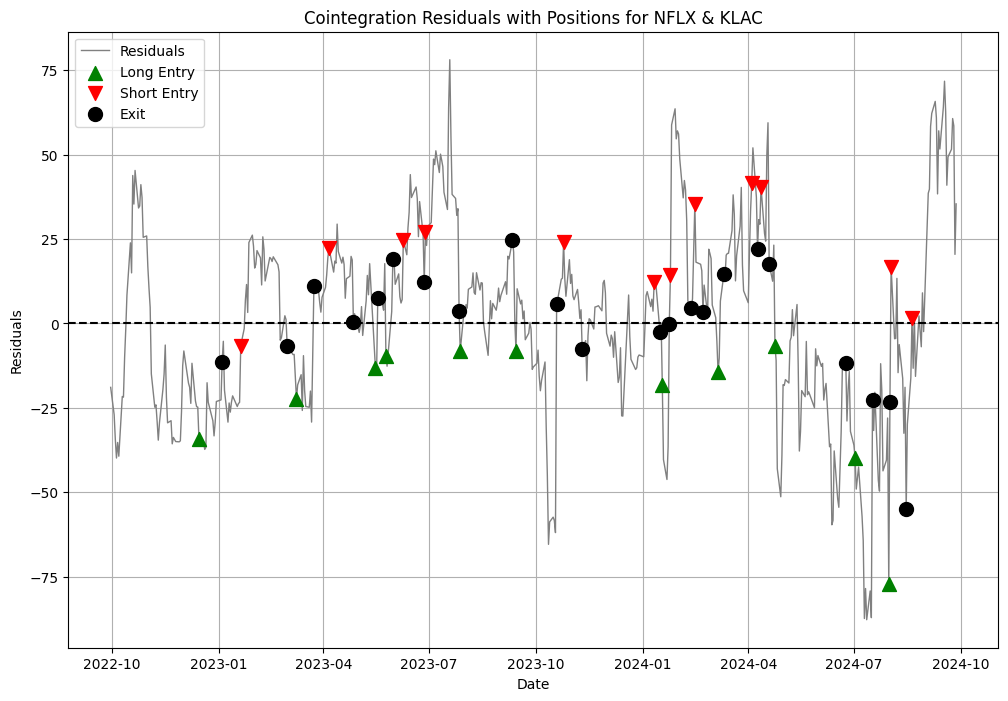 Cointegration Residuals with Positions for NFLX & KLAC
Residuals
Long Entry
Short Entry
Exit
75
50
25
0
−25
−50
−75
Residuals
2022-10
2023-01
2023-04
2023-07
2023-10
2024-01
2024-04
2024-07
2024-10
Date